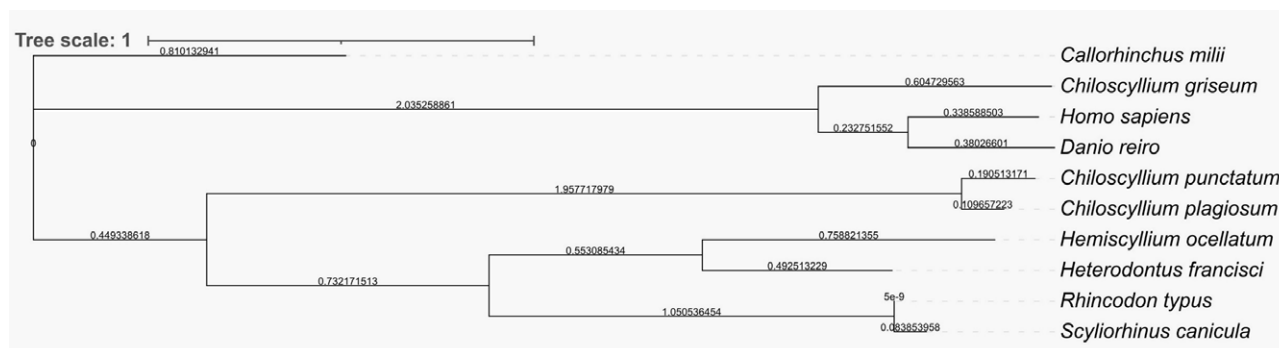 Tree scale: 1
0.810132941
Callorhinchus milii
0.604729563
Chiloscyllium griseum
2.035258861
0.338588503
Homo sapiens
0.232751552
0
0.38026601
Danio reiro
0.190513171
Chiloscyllium punctatum
1.957717979
0.109657223
Chiloscyllium plagiosum
0.449338618
0.758821355
Hemiscyllium ocellatum
0.553085434
0.492513229
Heterodontus francisci
0.732171513
5e-9
Rhincodon typus
1.050536454
0.083853958
Scyliorhinus canicula